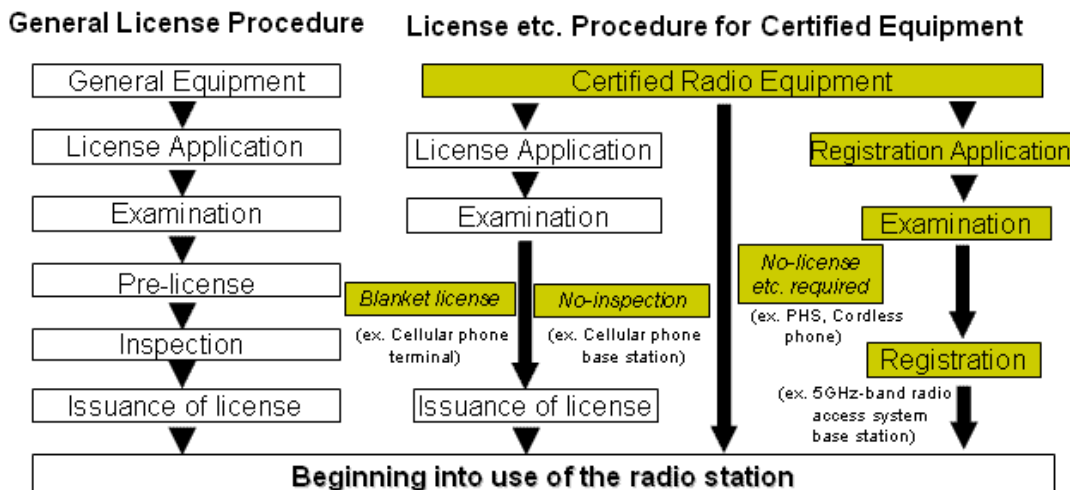 General License Procedure
License etc. Procedure for Certified Equipment
General Equipment
License Application
Examination
Pre-license
Inspection
Issuance of license
Certified Radio Equipment
License Application
Examination
Blanket license
(ex. Cellular phone
terminal)
No-inspection
(ex. Cellular phone
base station)
Issuance of license
No-license
etc. required
(ex. PHS, Cordless
phone)
Registration Application
Examination
Registration
(ex. 5GHz-band radio
access system
base station)
Beginning into use of the radio station